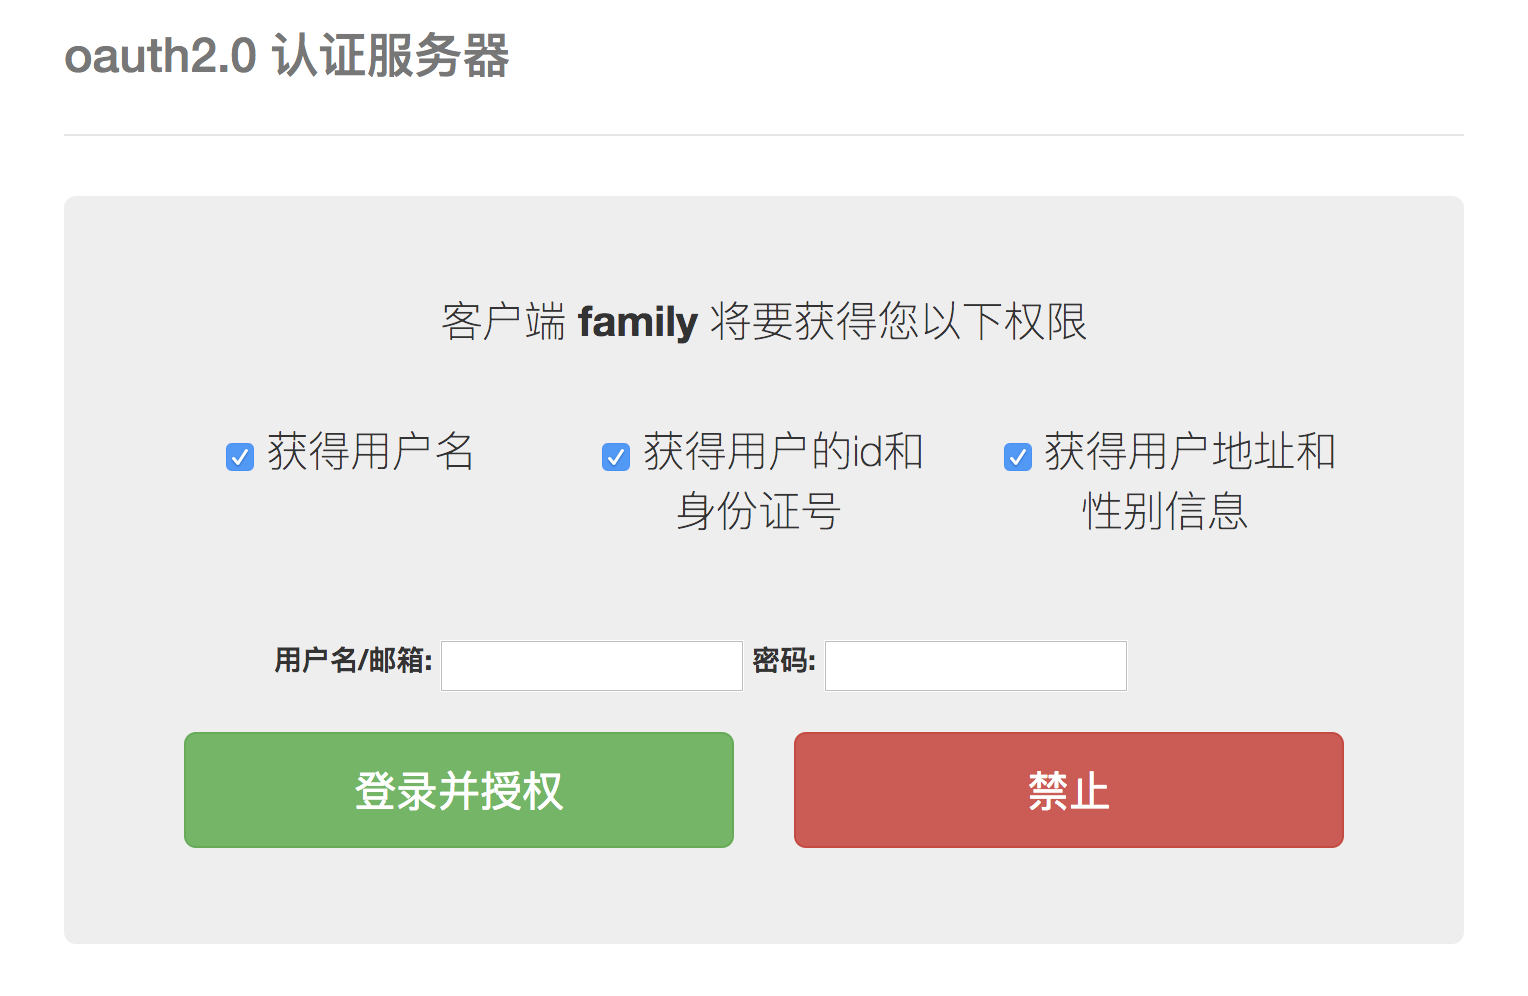 oauth2.0 认证服务器
客户端 family 将要获得您以下权限
获得用户名
获得用户的id和
身份证号
获得用户地址和
性别信息
用户名/邮箱: 密码:
登录并授权
禁止